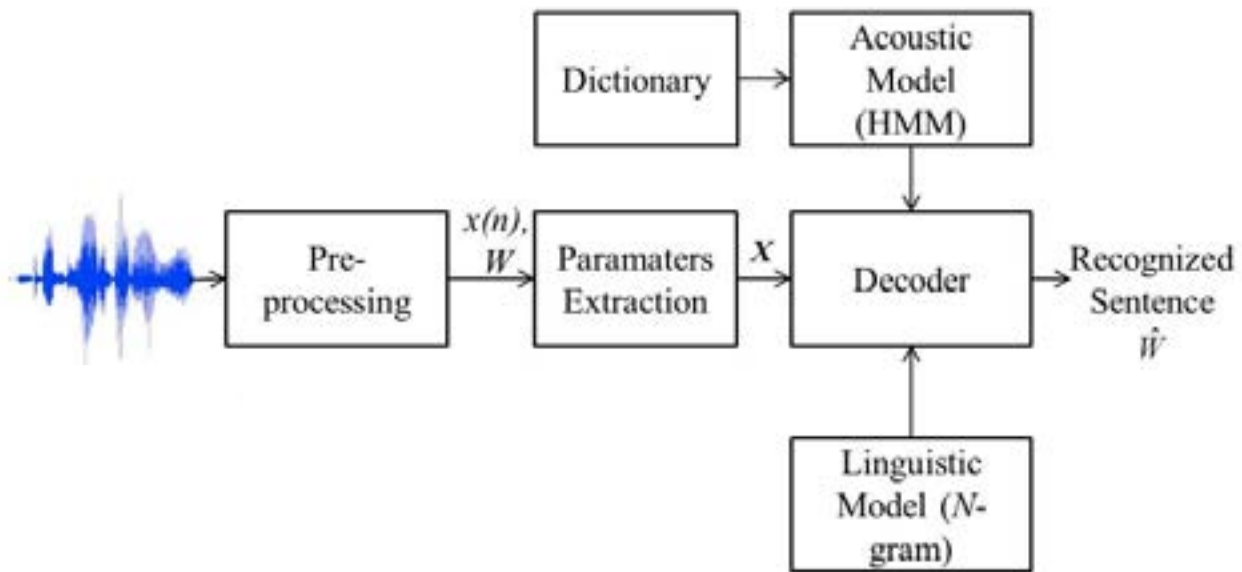 Dictionary
Acoustic
Model
(HMM)
Pre-
processing
x(n),
W
Paramaters
Extraction
X
Decoder
Recognized
Sentence
Ŵ
Linguistic
Model (N-
gram)